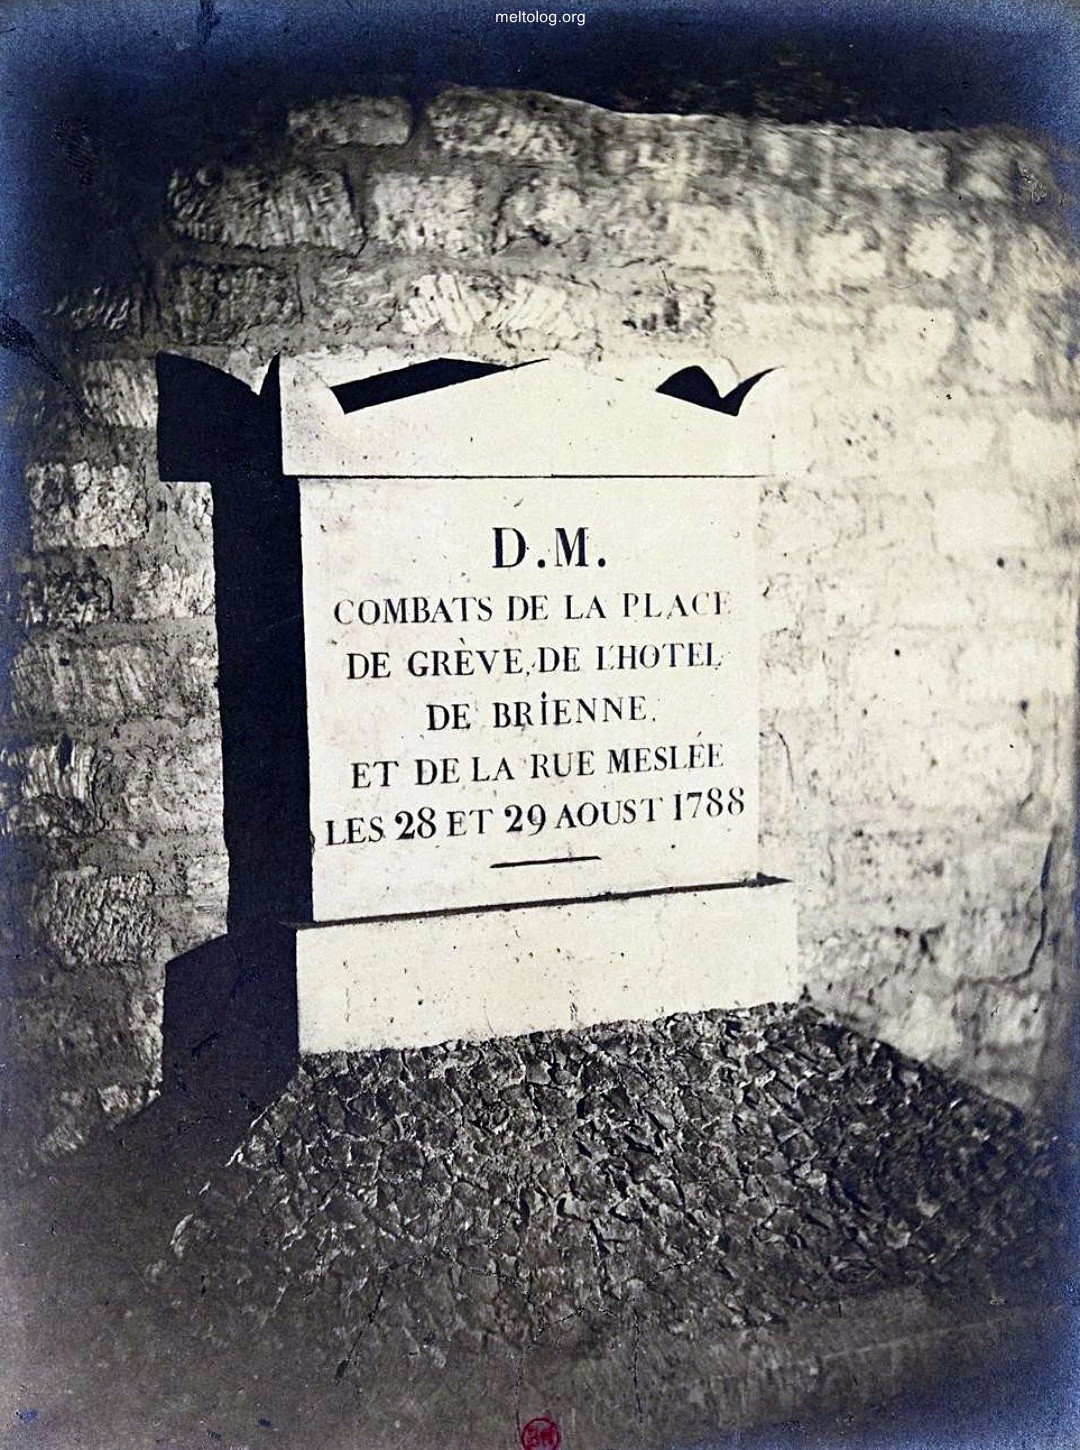 meltolog.org
D.M.
COMBATS DE LA PLACE
DE GRÈVE, DE L'HOTEL
DE BRIENNE.
ET DE LA RUE MESLÉE
LES 28 ET 29 AOUST 1788